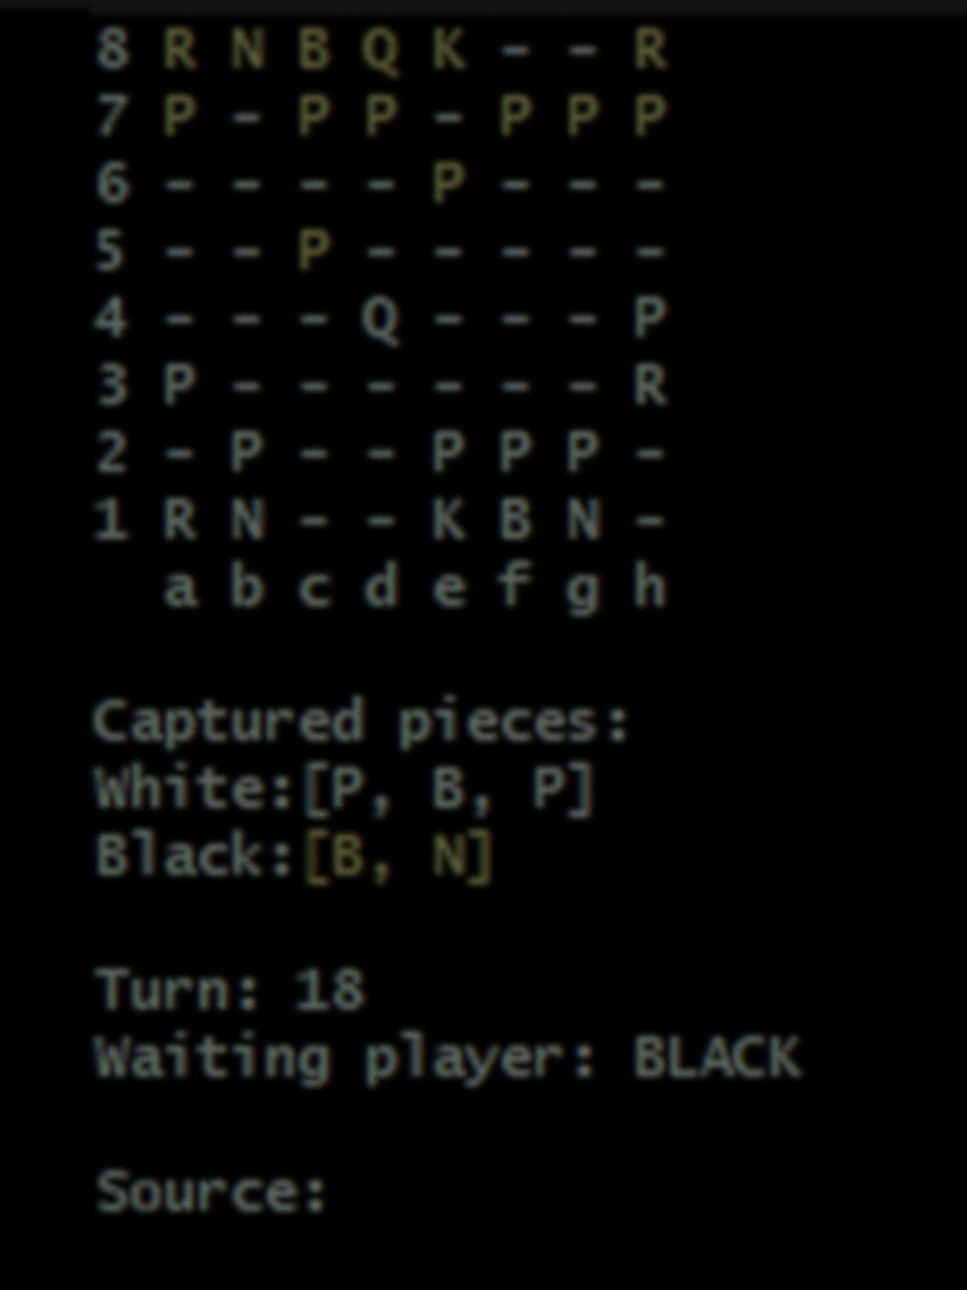 8 R N B Q K - - R
7 P - P P - P P P
6 - - - - P - - -
5 - - P - - - - -
4 - - - Q - - - P
3 P - - - - - - R
2 - P - - P P P -
1 R N - - K B N -
a b c d e f g h
Captured pieces:
White:[P, B, P]
Black:[B, N]
Turn: 18
Waiting player: BLACK
Source: